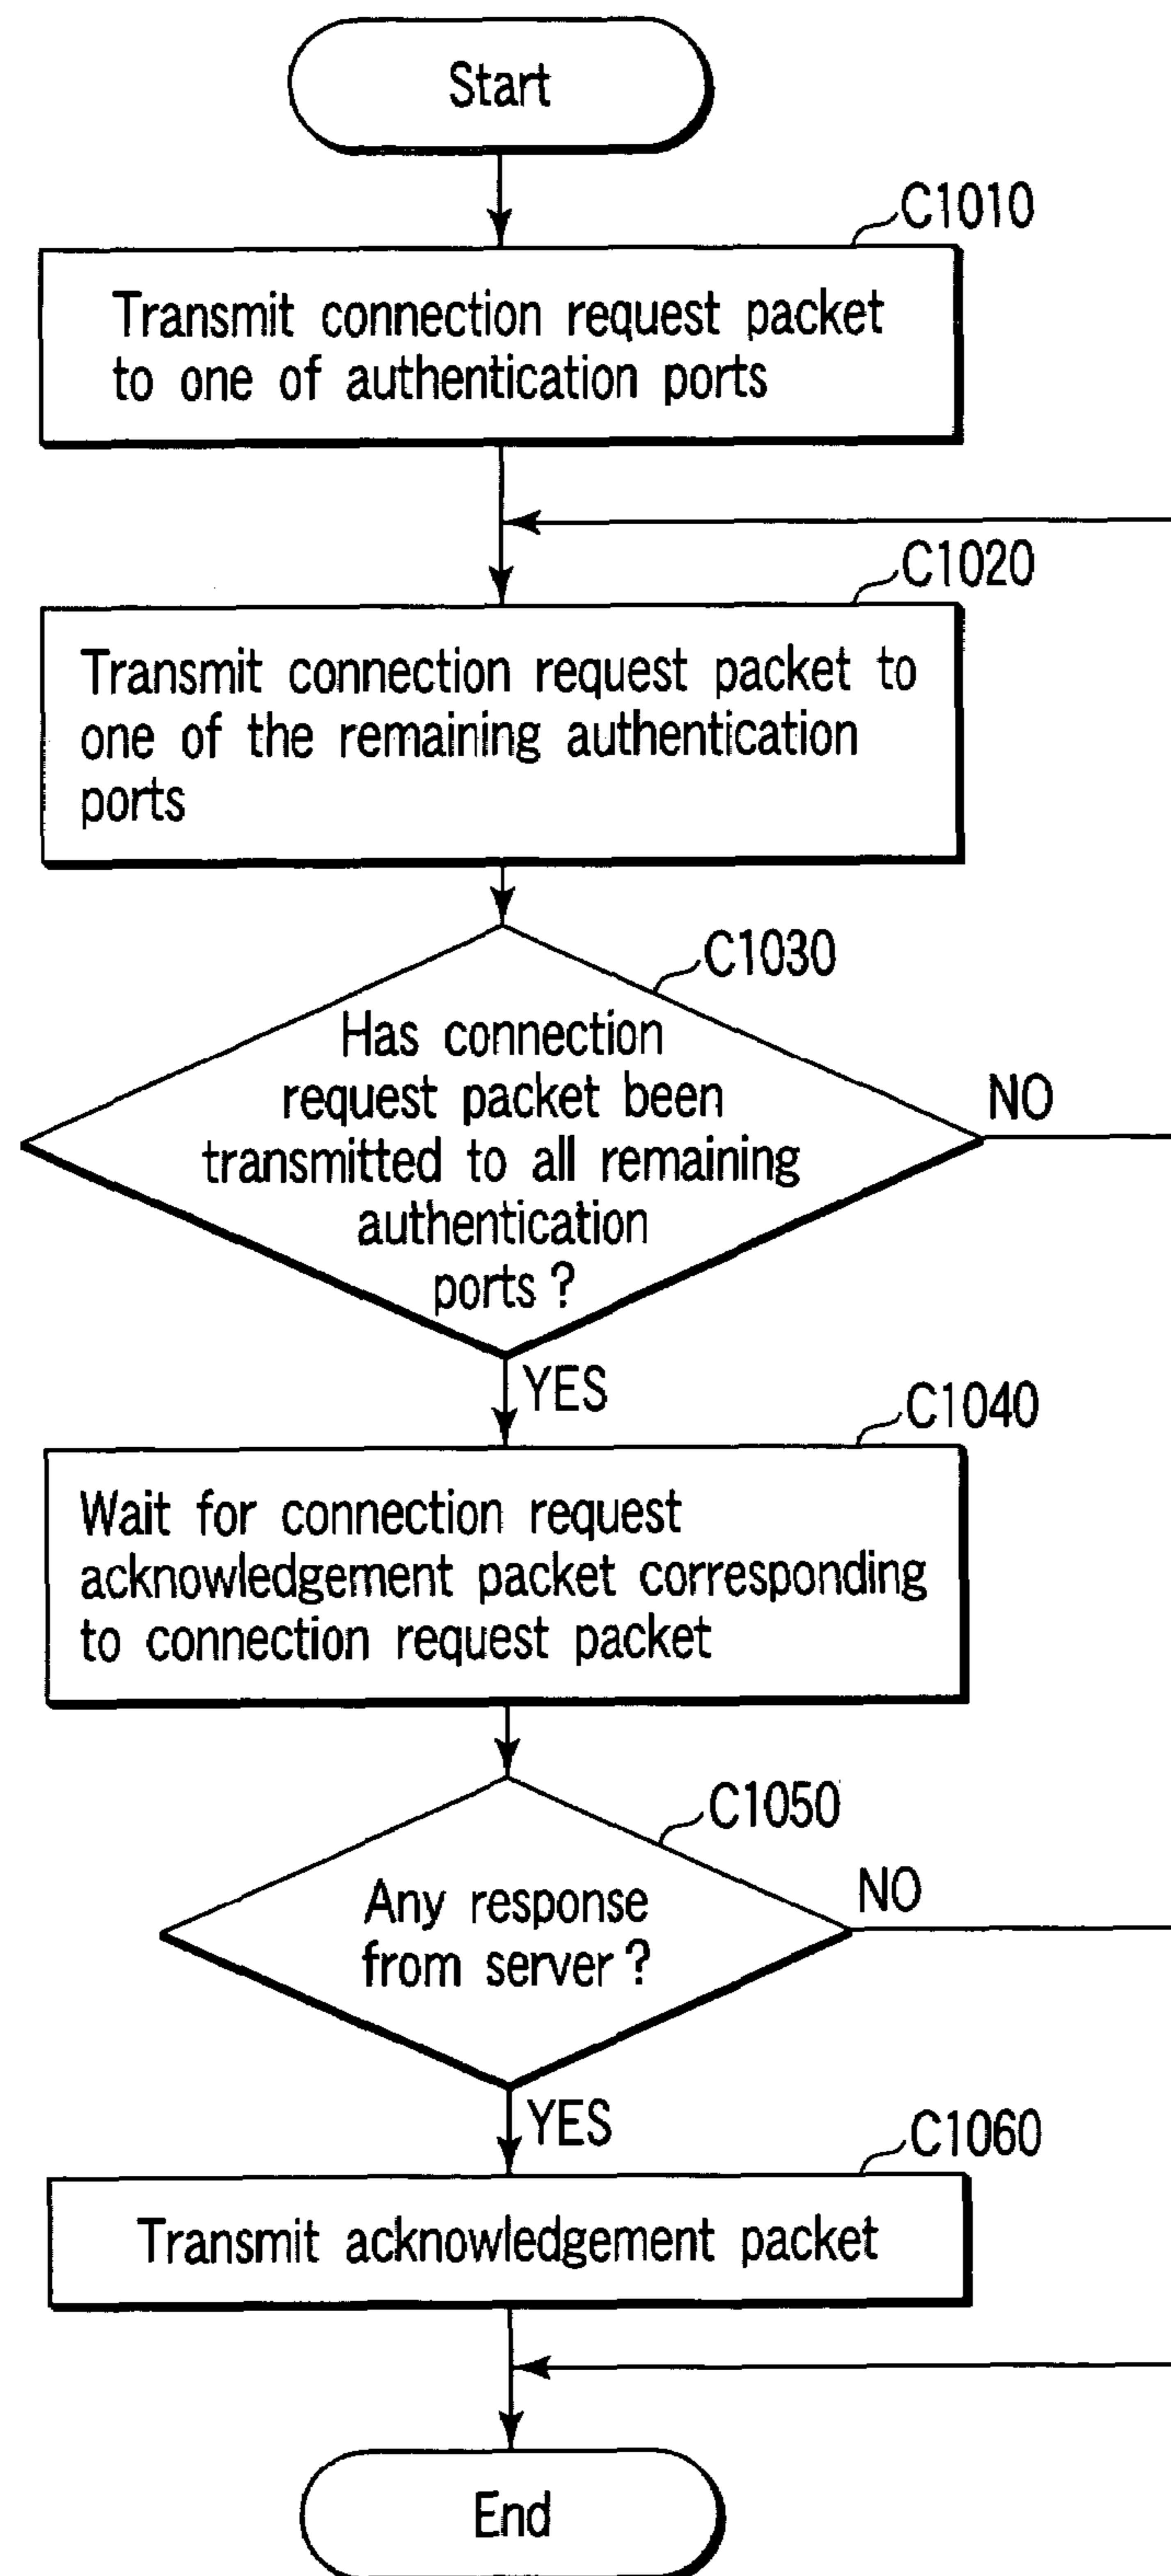 Start
C1010
Transmit connection request packet
to one of authentication ports
C1020
Transmit connection request packet to
one of the remaining authentication
ports
C1030
Has connection
request packet been
transmitted to all remaining
authentication
ports ?
NO
YES
C1040
Wait for connection request
acknowledgement packet corresponding
to connection request packet
C1050
Any response
from server ?
NO
YES
C1060
Transmit acknowledgement packet
End